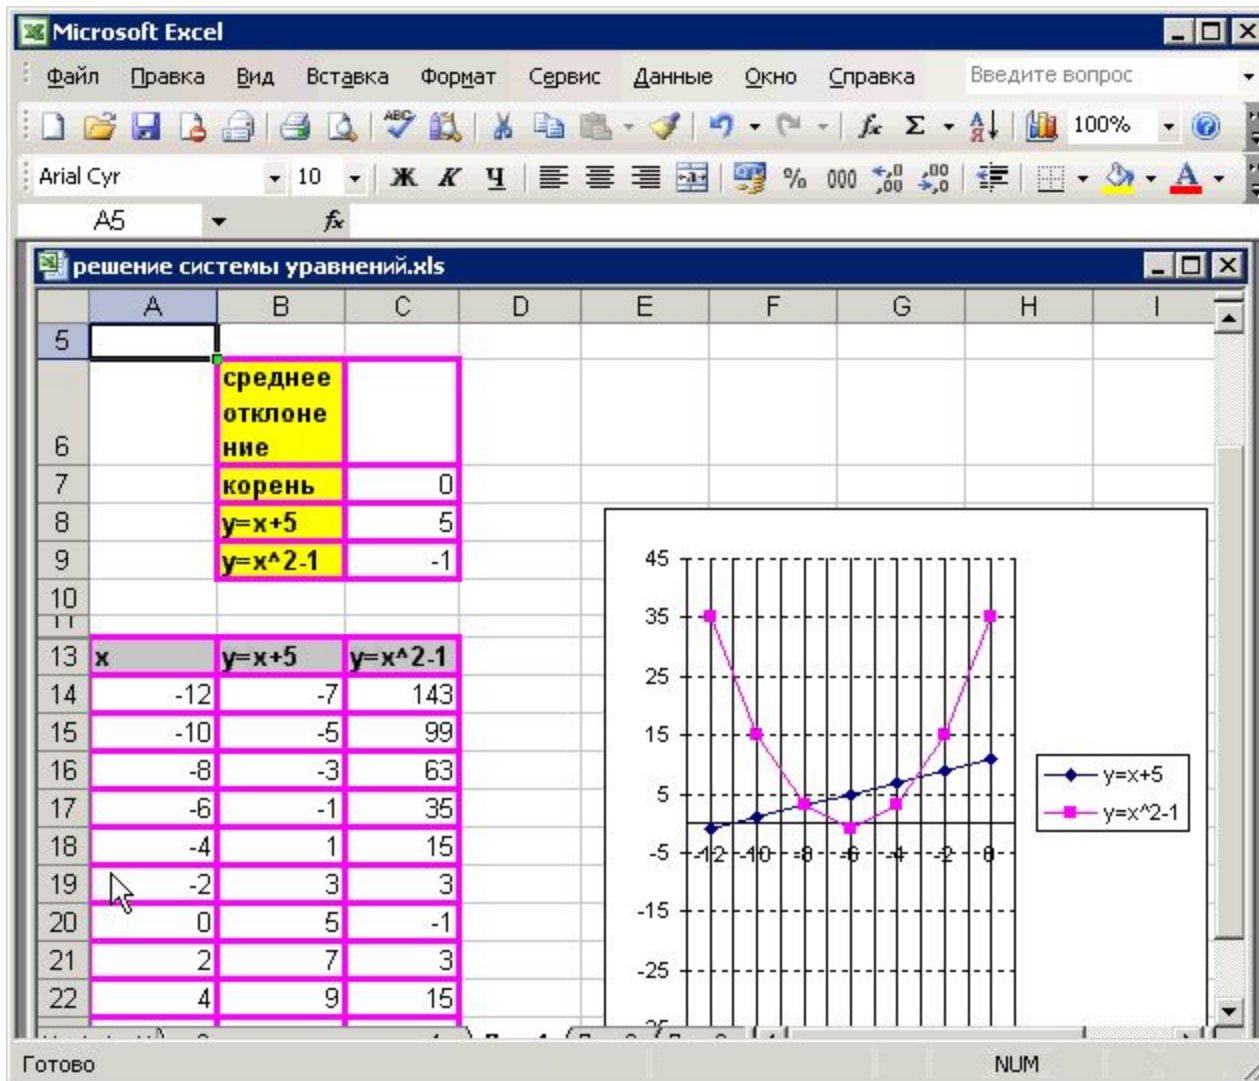 Microsoft Excel
Файл Правка Вид Вставка Формат Сервис Данные Окно Справка Введите вопрос
100%
Arial Cyr 10 Ж К Ч % 000
A5 fx
решение системы уравнений.xls
A B C D E F G H I
5
6 среднее
отклоне
ние
7 корень 0
8 y=x+5 5
9 y=x^2-1 -1
10
11
13 x y=x+5 y=x^2-1
14 -12 -7 143
15 -10 -5 99
16 -8 -3 63
17 -6 -1 35
18 -4 1 15
19 -2 3 3
20 0 5 -1
21 2 7 3
22 4 9 15
45
35
25
15
5
-5
-15
-25
-12 -10 -8 -6 -4 -2 0
y=x+5
y=x^2-1
Готово NUM